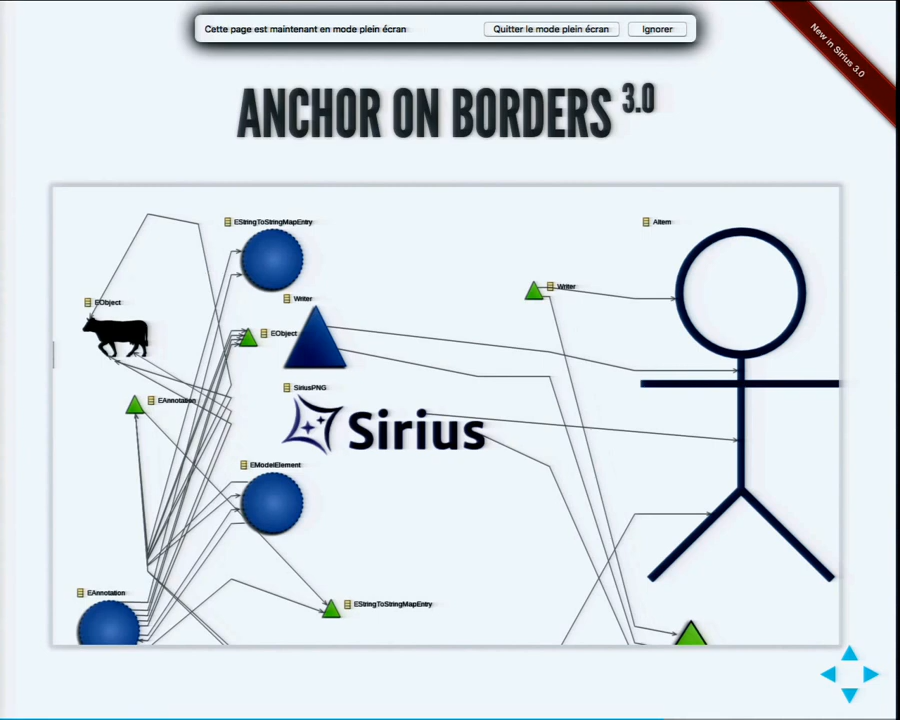 Cette page est maintenant en mode plein écran
Quitter le mode plein écran
Ignorer
New in Sirius 3.0
ANCHOR ON BORDERS 3.0
EStringToStringMapEntry
AItem
Writer
Writer
EObject
EObject
SiriusPNG
EAnnotation
Sirius
EModelElement
EAnnotation
EStringToStringMapEntry